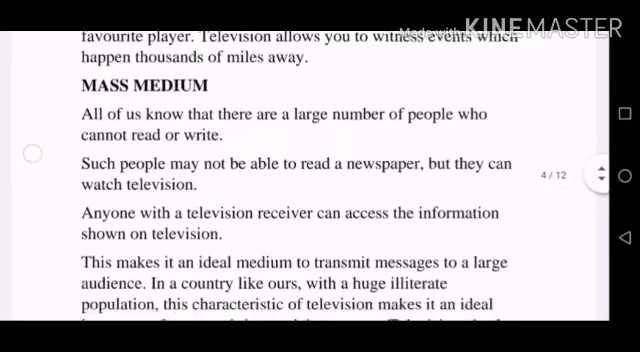 favourite player. Television allows you to witness events which
Made with KINEMASTER
happen thousands of miles away.
MASS MEDIUM
All of us know that there are a large number of people who
cannot read or write.
Such people may not be able to read a newspaper, but they can
watch television.
4 / 12
Anyone with a television receiver can access the information
shown on television.
This makes it an ideal medium to transmit messages to a large
audience. In a country like ours, with a huge illiterate
population, this characteristic of television makes it an ideal